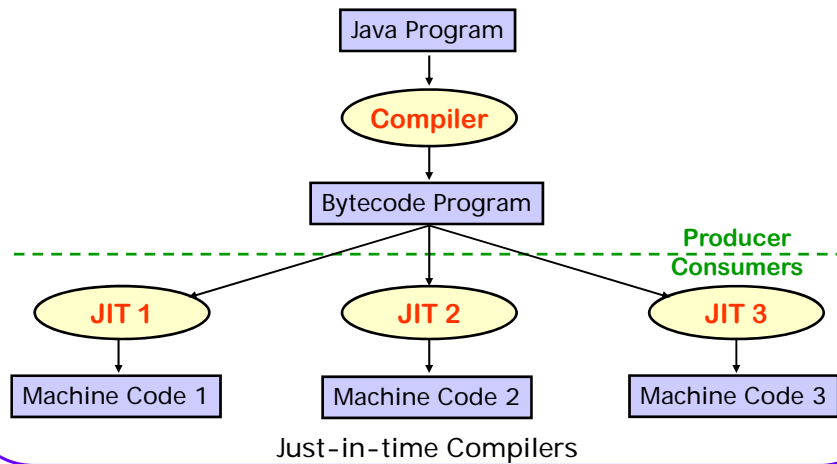 Java Program
Compiler
Bytecode Program
Producer
Consumers
JIT 1
JIT 2
JIT 3
Machine Code 1
Machine Code 2
Machine Code 3
Just-in-time Compilers